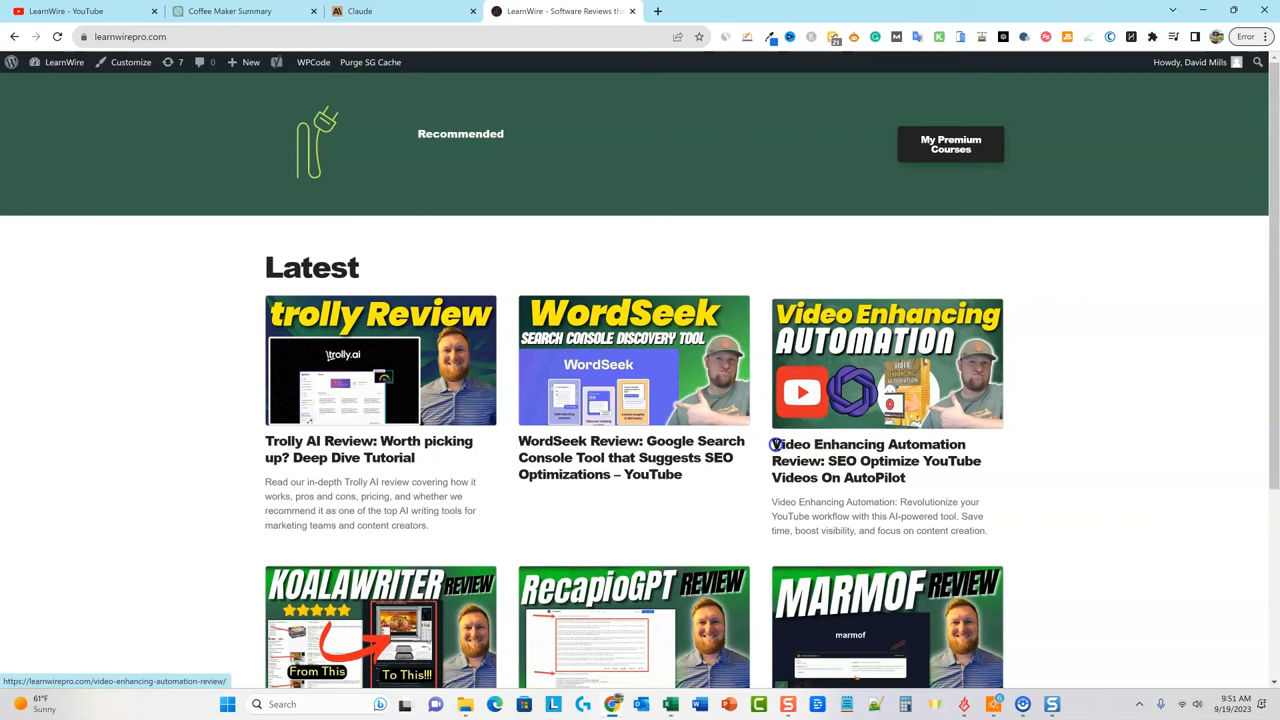 LearnWire - YouTube
Coffee Maker Summary
Claude
LearnWire – Software Reviews th
learnwirepro.com
21
Error
LearnWire
Customize
7
0
New
WPCode
Purge SG Cache
Howdy, David Mills
Recommended
My Premium
Courses
Latest
trolly Review
trolly.ai
WordSeek
SEARCH CONSOLE DISCOVERY TOOL
WordSeek
Video Enhancing
AUTOMATION
VIDEO
ENHANCING
AUTOMATION
Trolly AI Review: Worth picking
up? Deep Dive Tutorial
Read our in-depth Trolly AI review covering how it
works, pros and cons, pricing, and whether we
recommend it as one of the top AI writing tools for
marketing teams and content creators.
WordSeek Review: Google Search
Console Tool that Suggests SEO
Optimizations – YouTube
Video Enhancing Automation
Review: SEO Optimize YouTube
Videos On AutoPilot
Video Enhancing Automation: Revolutionize your
YouTube workflow with this AI-powered tool. Save
time, boost visibility, and focus on content creation.
KOALAWRITER REVIEW
From this
To This!!!
RecapioGPT REVIEW
MARMOF REVIEW
marmof
https://learnwirepro.com/video-enhancing-automation-review/
61°F
Sunny
Search
9:51 AM
9/19/2023